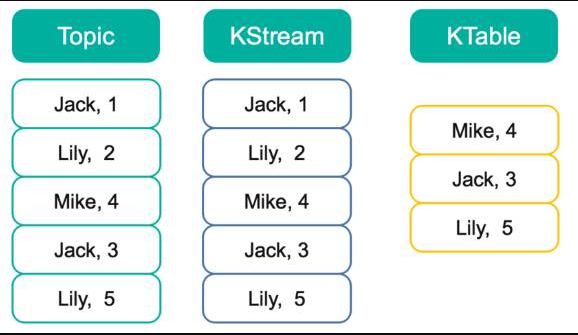 Topic
Jack, 1
Lily, 2
Mike, 4
Jack, 3
Lily, 5
KStream
Jack, 1
Lily, 2
Mike, 4
Jack, 3
Lily, 5
KTable
Mike, 4
Jack, 3
Lily, 5